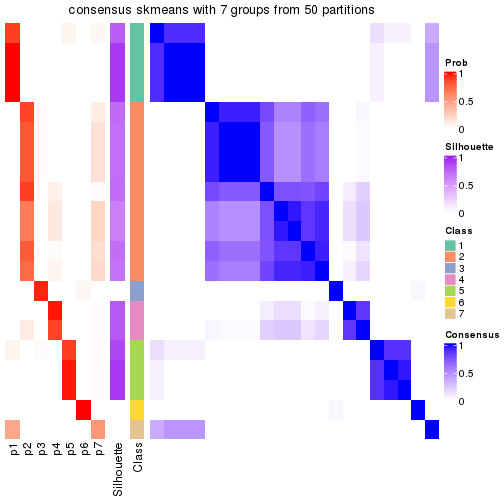 consensus skmeans with 7 groups from 50 partitions
Prob
1
0.5
0
Silhouette
1
0.5
0
Class
1
2
3
4
5
6
7
Consensus
1
0.5
0
p1
p2
p3
p4
p5
p6
p7
Silhouette
Class